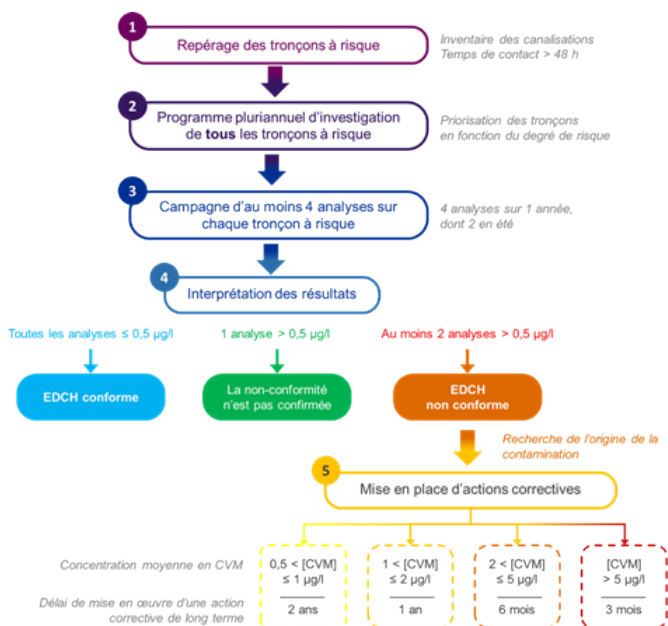 1
Repérage des tronçons à risque
Inventaire des canalisations
Temps de contact > 48 h
2
Programme pluriannuel d'investigation
de tous les tronçons à risque
Priorisation des tronçons
en fonction du degré de risque
3
Campagne d'au moins 4 analyses sur
chaque tronçon à risque
4 analyses sur 1 année,
dont 2 en été
4
Interprétation des résultats
Toutes les analyses ≤ 0,5 µg/l
1 analyse > 0,5 µg/l
Au moins 2 analyses > 0,5 µg/l
EDCH conforme
La non-conformité
n'est pas confirmée
EDCH
non conforme
Recherche de l'origine de la
contamination
5
Mise en place d'actions correctives
Concentration moyenne en CVM
0,5 < [CVM]
≤ 1 µg/l
1 < [CVM]
≤ 2 µg/l
2 < [CVM]
≤ 5 µg/l
[CVM]
> 5 µg/l
Délai de mise en œuvre d'une action
corrective de long terme
2 ans
1 an
6 mois
3 mois